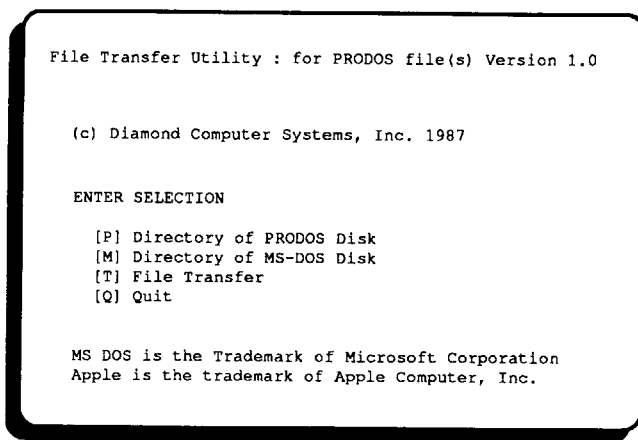 File Transfer Utility : for PRODOS file(s) Version 1.0
(c) Diamond Computer Systems, Inc. 1987
ENTER SELECTION
[P] Directory of PRODOS Disk
[M] Directory of MS-DOS Disk
[T] File Transfer
[Q] Quit
MS DOS is the Trademark of Microsoft Corporation
Apple is the trademark of Apple Computer, Inc.